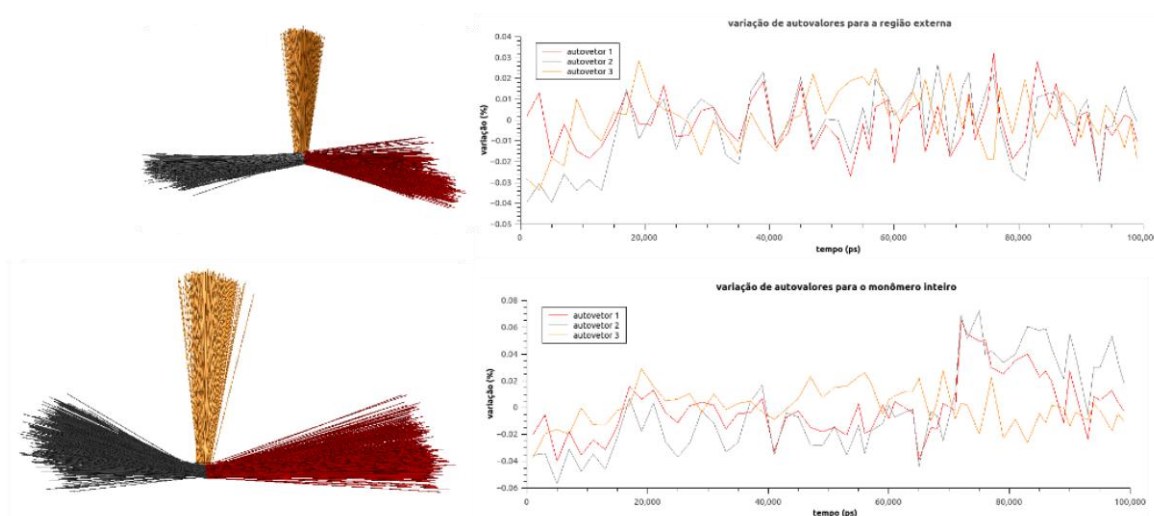 variação de autovalores para a região externa
autovetor 1
autovetor 2
autovetor 3
variação (%)
0.04
0.03
0.02
0.01
0
−0.01
−0.02
−0.03
−0.04
−0.05
0
20,000
40,000
60,000
80,000
100,000
tempo (ps)
variação de autovalores para o monômero inteiro
autovetor 1
autovetor 2
autovetor 3
variação (%)
0.08
0.06
0.04
0.02
0
−0.02
−0.04
−0.06
0
20,000
40,000
60,000
80,000
100,000
tempo (ps)